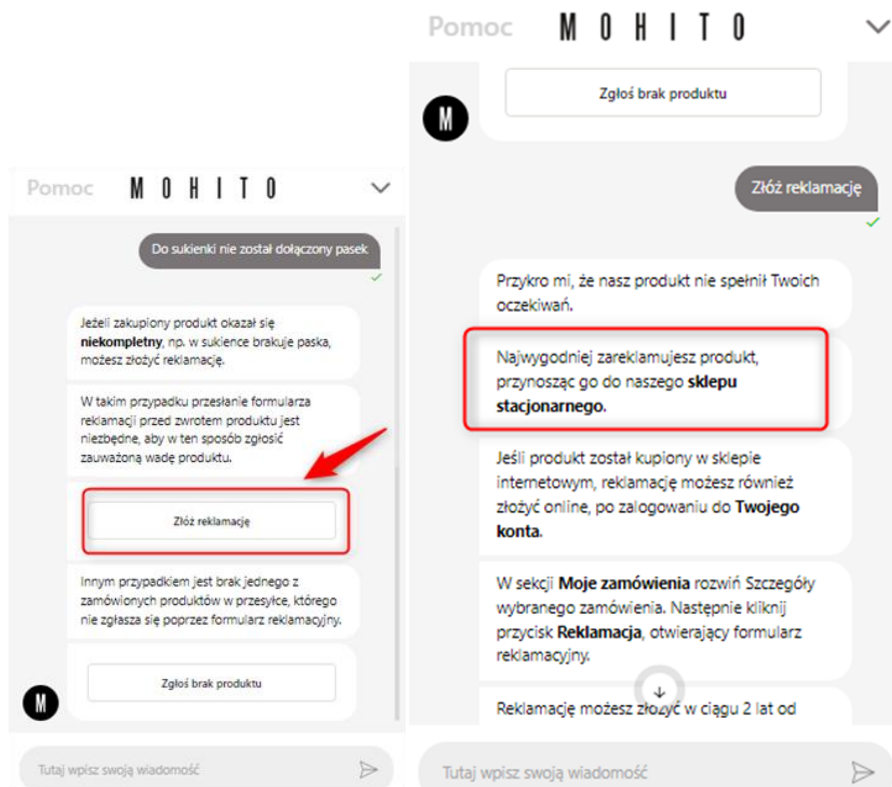 Pomoc MOHITO
Do sukienki nie został dołączony pasek
Jeżeli zakupiony produkt okazał się
niekompletny, np. w sukience brakuje paska,
możesz złożyć reklamację.
W takim przypadku przesłanie formularza
reklamacji przed zwrotem produktu jest
niezbędne, aby w ten sposób zgłosić
zauważoną wadę produktu.
Złóż reklamację
Innym przypadkiem jest brak jednego z
zamówionych produktów w przesyłce, którego
nie zgłasza się poprzez formularz reklamacyjny.
Zgłoś brak produktu
M
Tutaj wpisz swoją wiadomość
Pomoc MOHITO
Zgłoś brak produktu
M
Złóż reklamację
Przykro mi, że nasz produkt nie spełnił Twoich
oczekiwań.
Najwygodniej zareklamujesz produkt,
przynosząc go do naszego sklepu
stacjonarnego.
Jeśli produkt został kupiony w sklepie
internetowym, reklamację możesz również
złożyć online, po zalogowaniu do Twojego
konta.
W sekcji Moje zamówienia rozwiń Szczegóły
wybranego zamówienia. Następnie kliknij
przycisk Reklamacja, otwierający formularz
reklamacyjny.
Reklamację możesz złożyć w ciągu 2 lat od
Tutaj wpisz swoją wiadomość